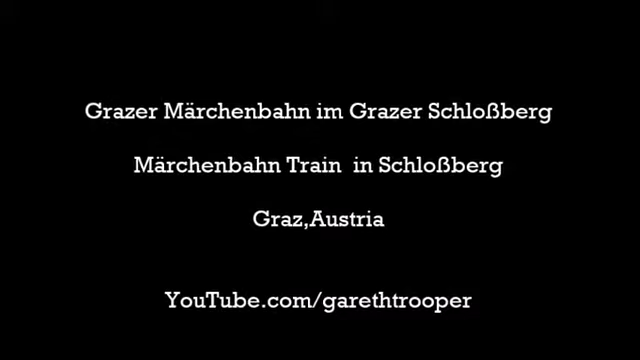 Grazer Märchenbahn im Grazer Schloßberg
Märchenbahn Train  in Schloßberg
Graz,Austria
YouTube.com/garethtrooper